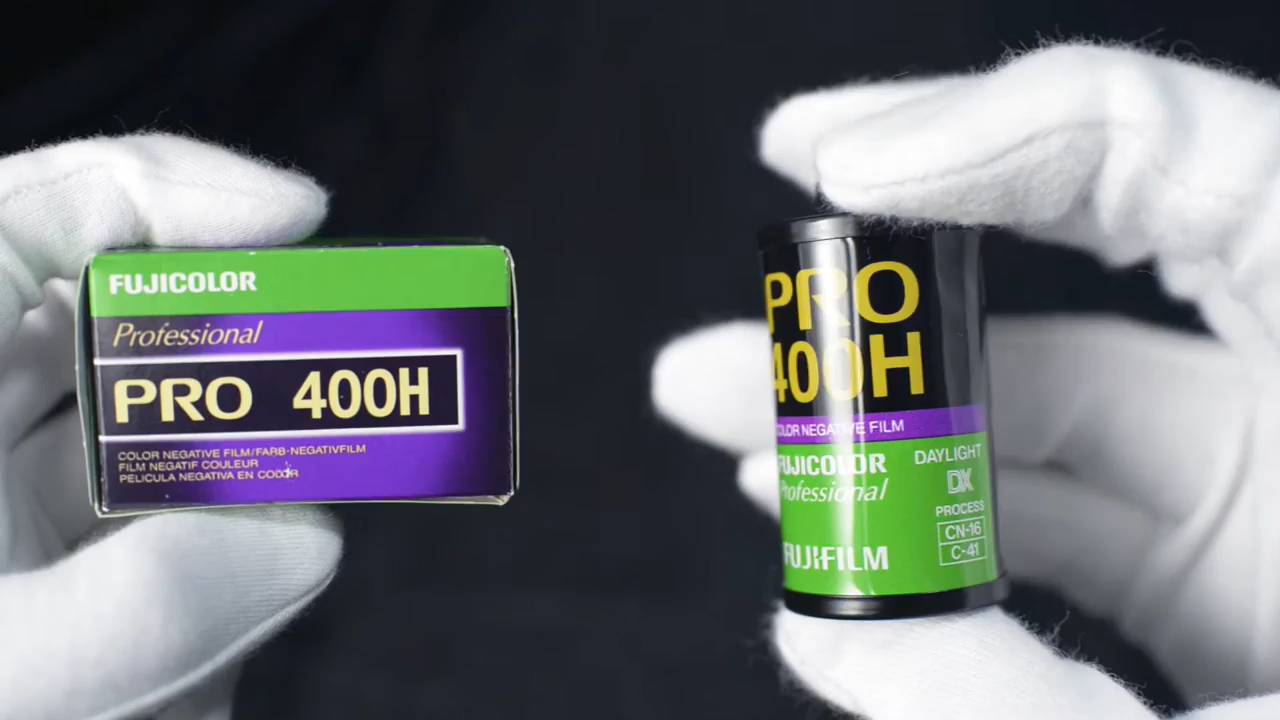 FUJICOLOR
Professional
PRO 400H
COLOR NEGATIVE FILM/FARB-NEGATIVFILM
FILM NEGATIF COULEUR
PELICULA NEGATIVA EN COLOR
PRO
400H
COLOR NEGATIVE FILM
FUJICOLOR
Professional
FUJIFILM
DAYLIGHT
DX
PROCESS
CN-16
C-41